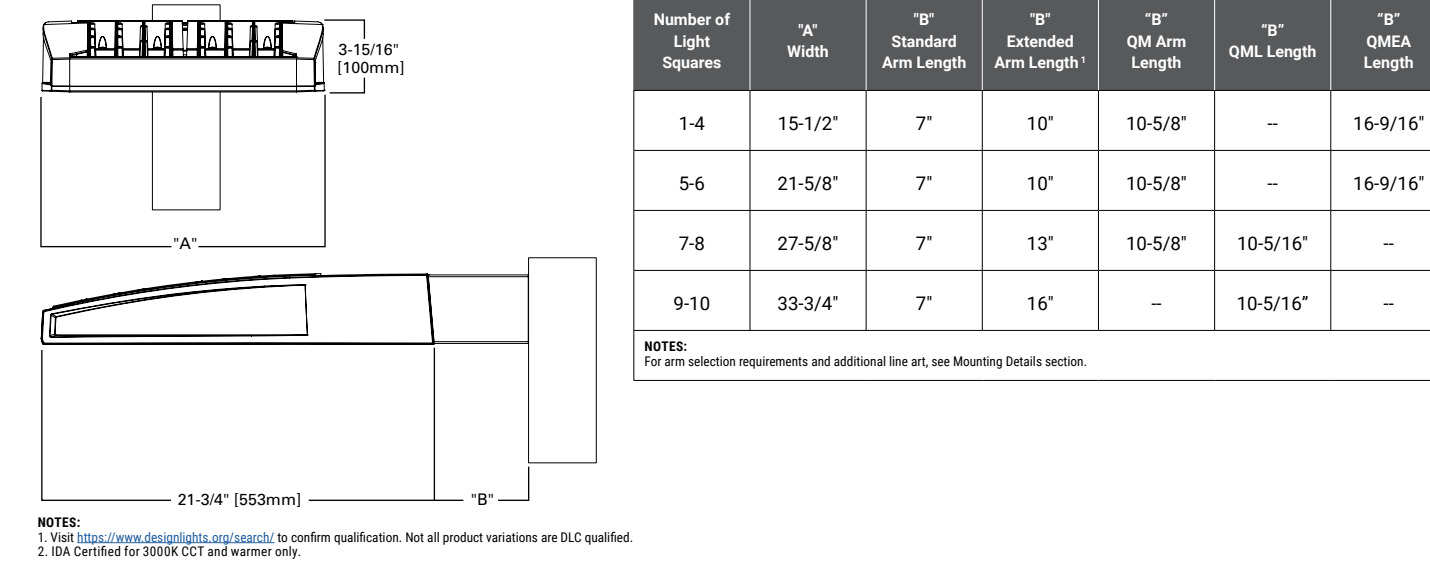 3-15/16"
[100mm]
"A"
21-3/4" [553mm]
"B"
NOTES:
1. Visit https://www.designlights.org/search/ to confirm qualification. Not all product variations are DLC qualified.
2. IDA Certified for 3000K CCT and warmer only.
Number of Light Squares "A" Width "B" Standard Arm Length "B" Extended Arm Length¹ “B” QM Arm Length “B” QML Length “B” QMEA Length
1-4 15-1/2" 7" 10" 10-5/8" -- 16-9/16"
5-6 21-5/8" 7" 10" 10-5/8" -- 16-9/16"
7-8 27-5/8" 7" 13" 10-5/8" 10-5/16" --
9-10 33-3/4" 7" 16" -- 10-5/16” --
NOTES:
For arm selection requirements and additional line art, see Mounting Details section.